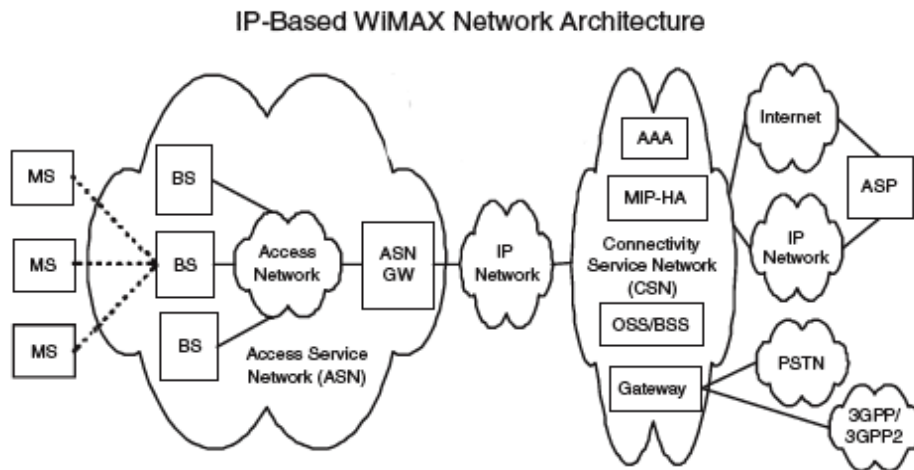 IP-Based WiMAX Network Architecture
MS
MS
MS
BS
BS
BS
Access
Network
ASN
GW
Access Service
Network (ASN)
IP
Network
AAA
MIP-HA
Connectivity
Service Network
(CSN)
OSS/BSS
Gateway
Internet
IP
Network
ASP
PSTN
3GPP/
3GPP2